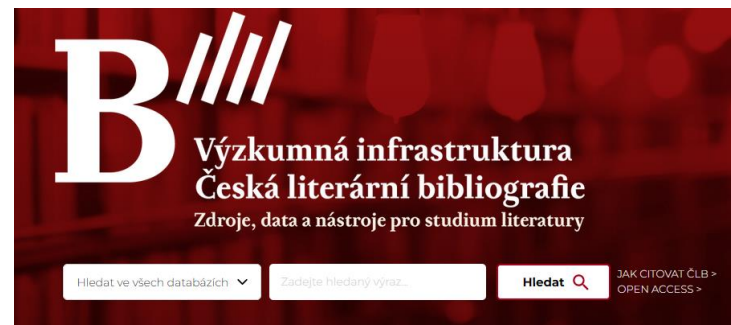 B
Výzkumná infrastruktura
Česká literární bibliografie
Zdroje, data a nástroje pro studium literatury
Hledat ve všech databázích
Zadejte hledaný výraz...
Hledat
JAK CITOVAT ČLB >
OPEN ACCESS >